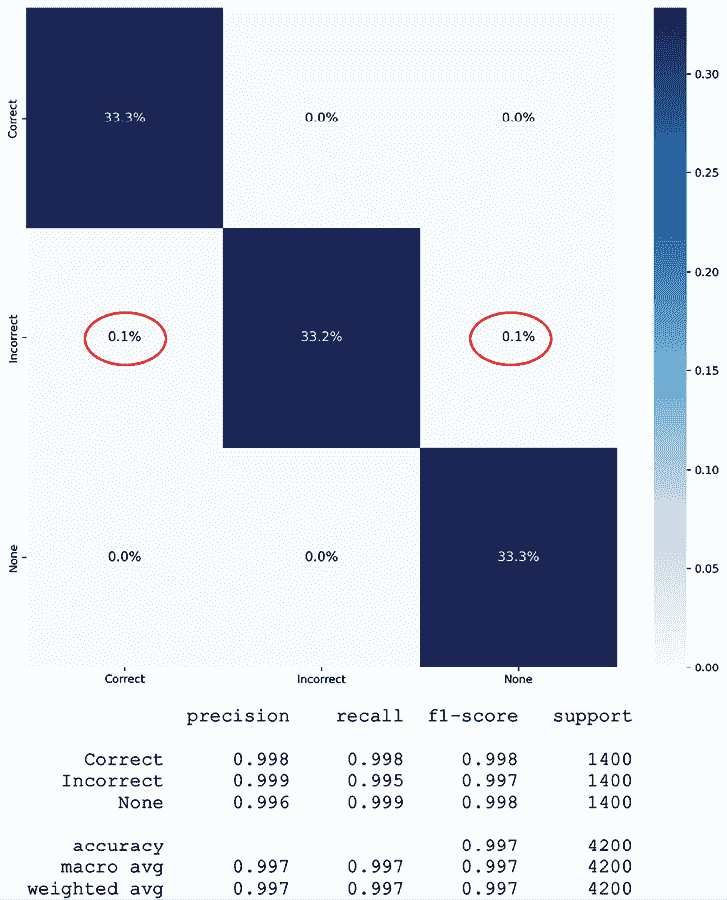 33.3% 0.0% 0.0%
Correct
0.1% 33.2% 0.1%
Incorrect
0.0% 0.0% 33.3%
None
Correct Incorrect None
0.30
0.25
0.20
0.15
0.10
0.05
0.00
precision recall f1-score support
Correct 0.998 0.998 0.998 1400
Incorrect 0.999 0.995 0.997 1400
None 0.996 0.999 0.998 1400
accuracy 0.997 4200
macro avg 0.997 0.997 0.997 4200
weighted avg 0.997 0.997 0.997 4200